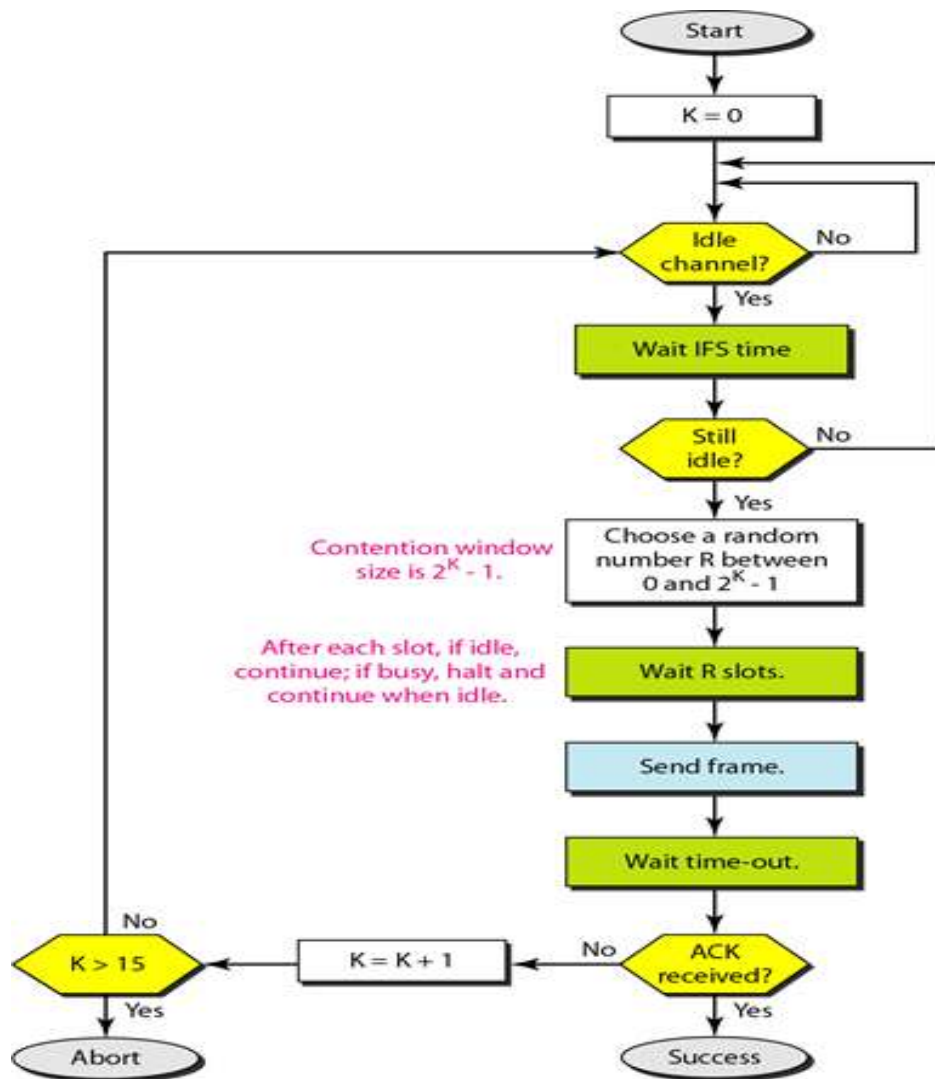 Start
K = 0
Idle
channel?
No
Yes
Wait IFS time
Still
idle?
No
Yes
Contention window
size is 2^K - 1.
Choose a random
number R between
0 and 2^K - 1
After each slot, if idle,
continue; if busy, halt and
continue when idle.
Wait R slots.
Send frame.
Wait time-out.
ACK
received?
No
Yes
K = K + 1
K > 15
No
Yes
Abort
Success